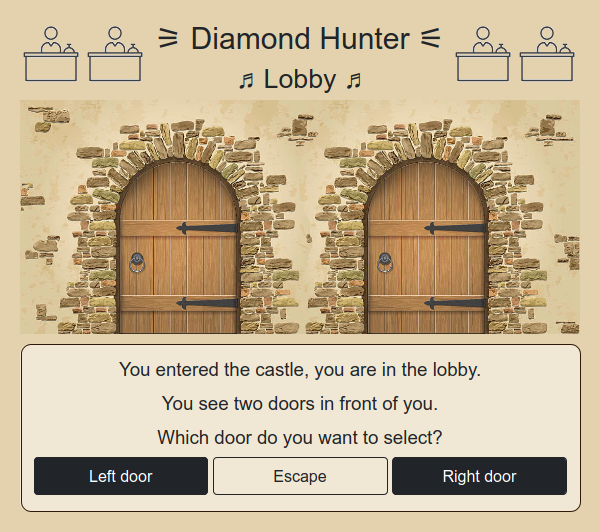 ⚞ Diamond Hunter ⚟
♬ Lobby ♬
You entered the castle, you are in the lobby.
You see two doors in front of you.
Which door do you want to select?
Left door
Escape
Right door